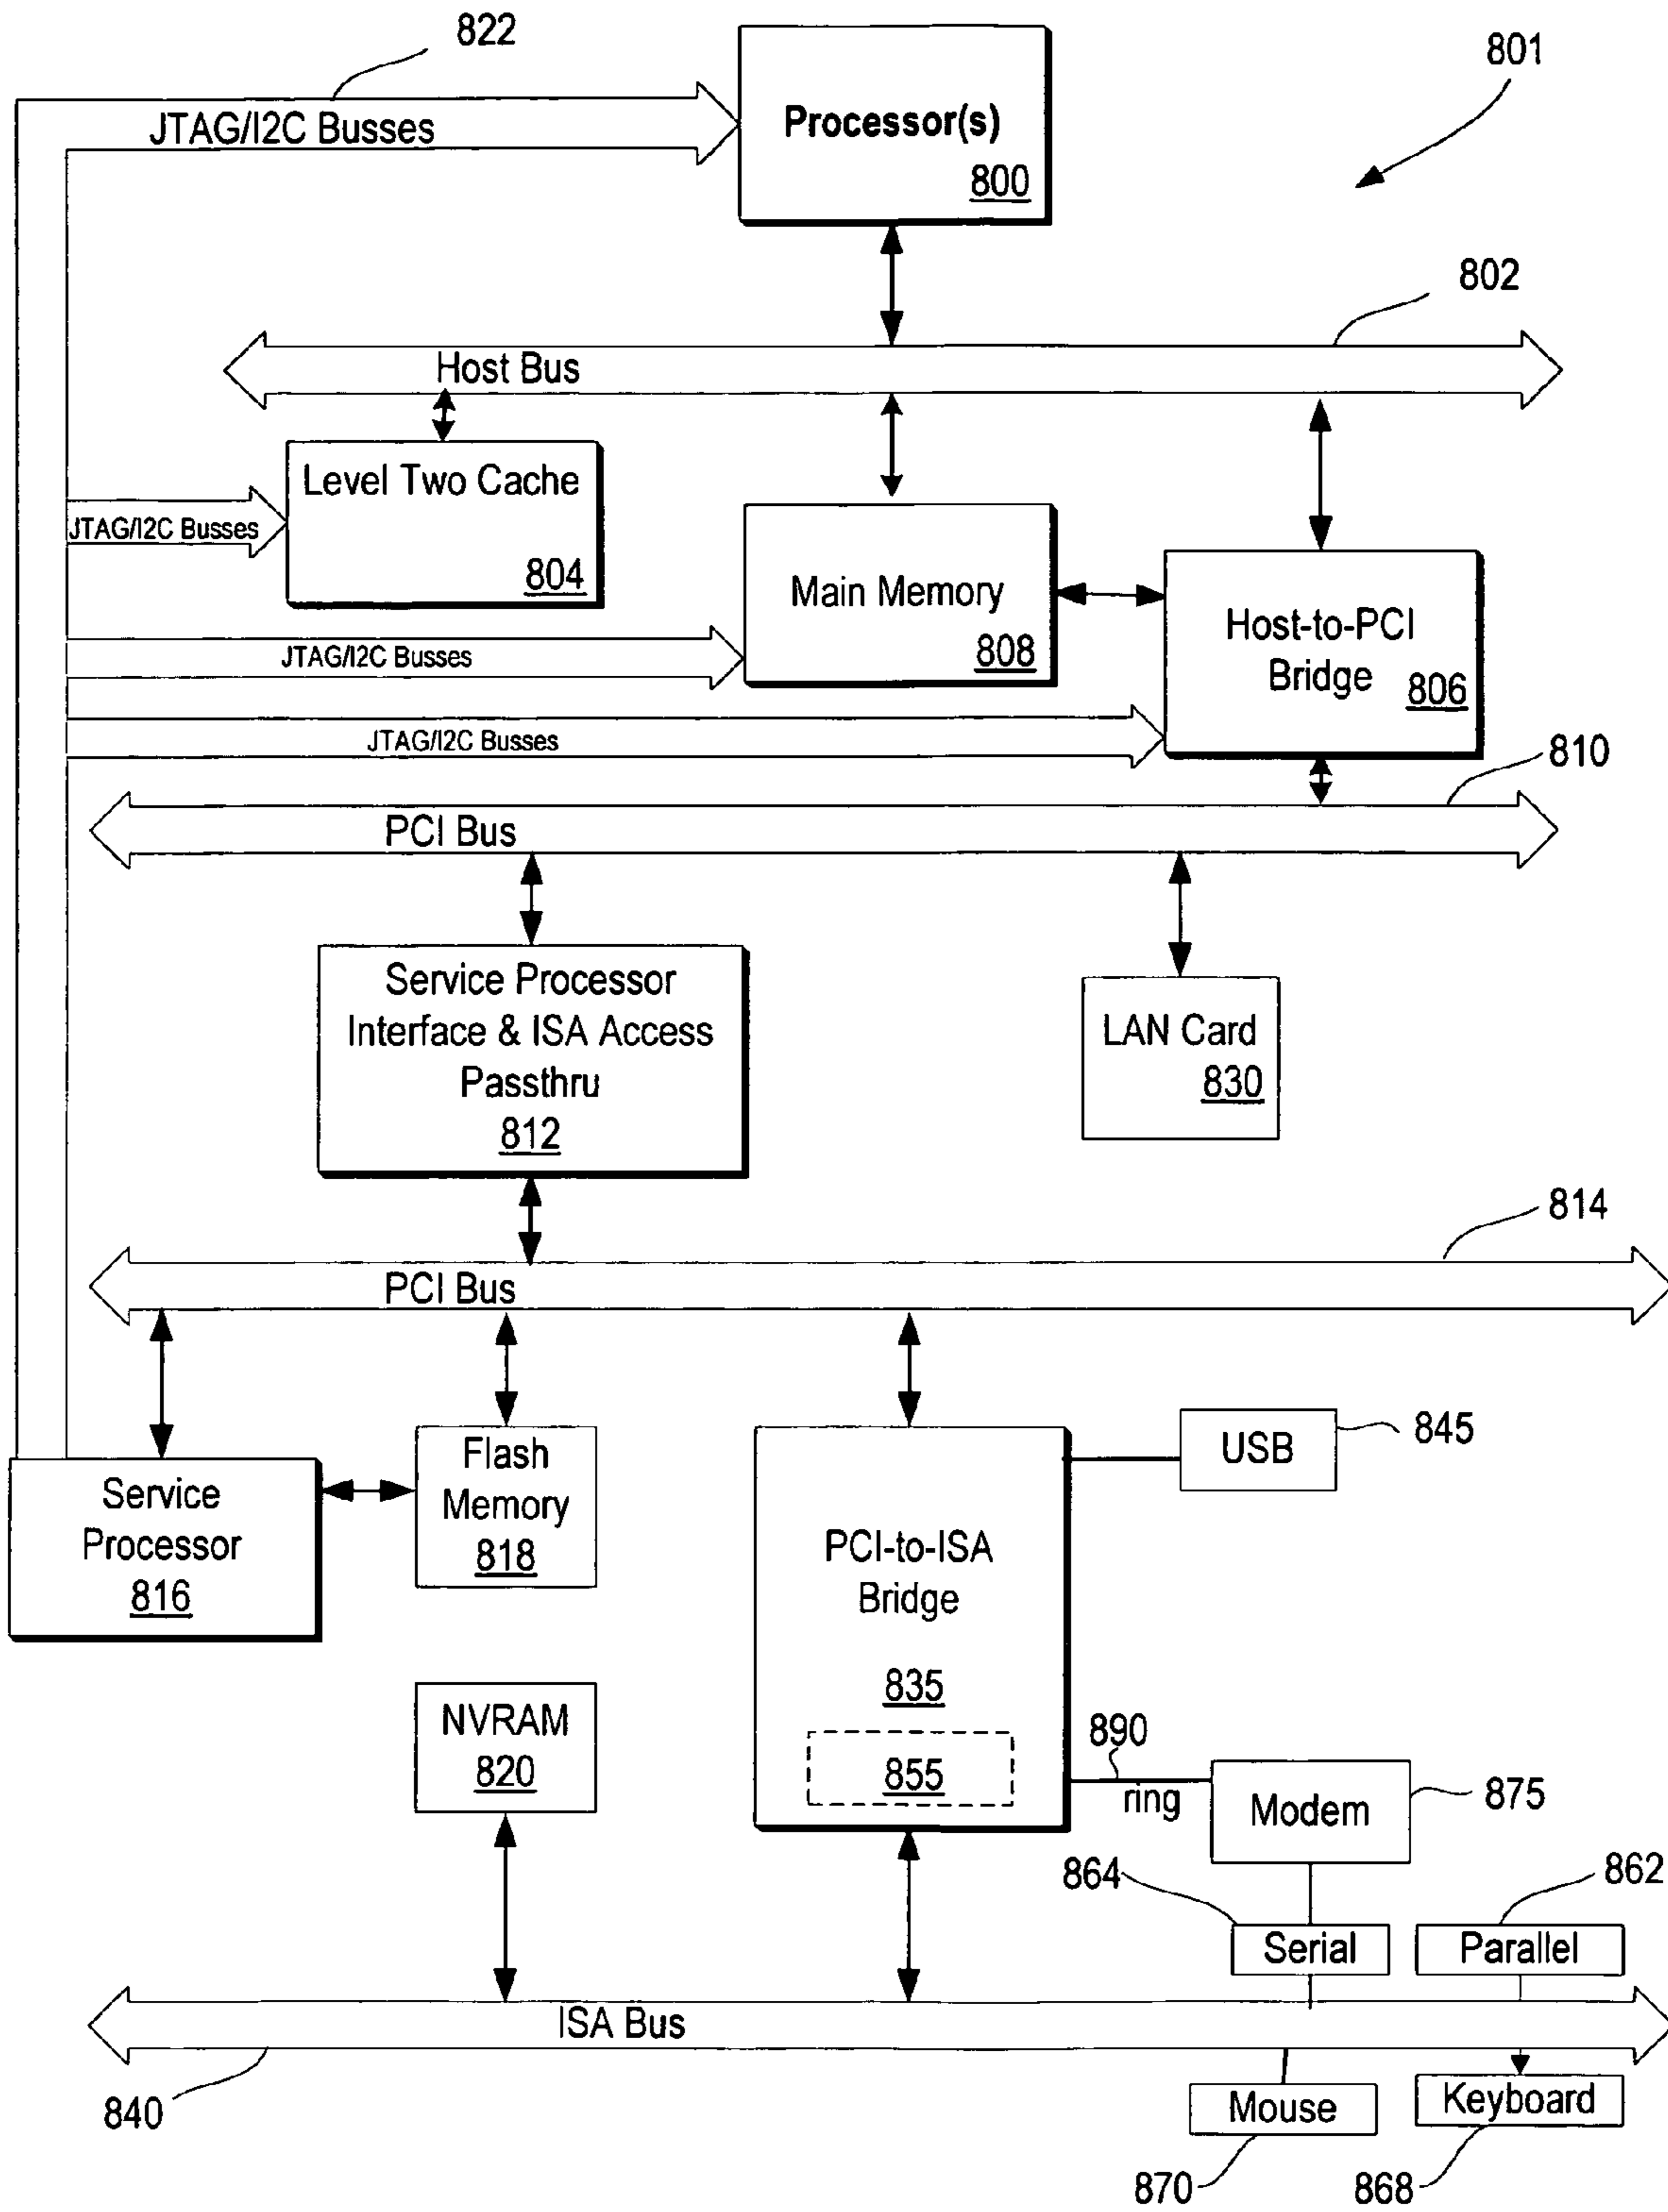 822
801
JTAG/I2C Busses
Processor(s)
800
802
Host Bus
Level Two Cache
804
JTAG/I2C Busses
Main Memory
808
Host-to-PCI
Bridge
806
JTAG/I2C Busses
JTAG/I2C Busses
810
PCI Bus
Service Processor
Interface & ISA Access
Passthru
812
LAN Card
830
814
PCI Bus
Service
Processor
816
Flash
Memory
818
PCI-to-ISA
Bridge
835
855
USB
845
NVRAM
820
890
ring
Modem
875
864
862
Serial
Parallel
ISA Bus
840
Mouse
Keyboard
870
868